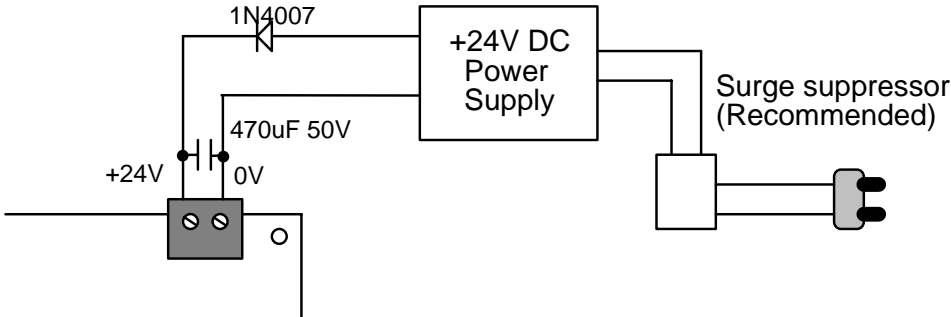 1N4007
+24V DC
Power
Supply
Surge suppressor
(Recommended)
470uF 50V
+24V
0V